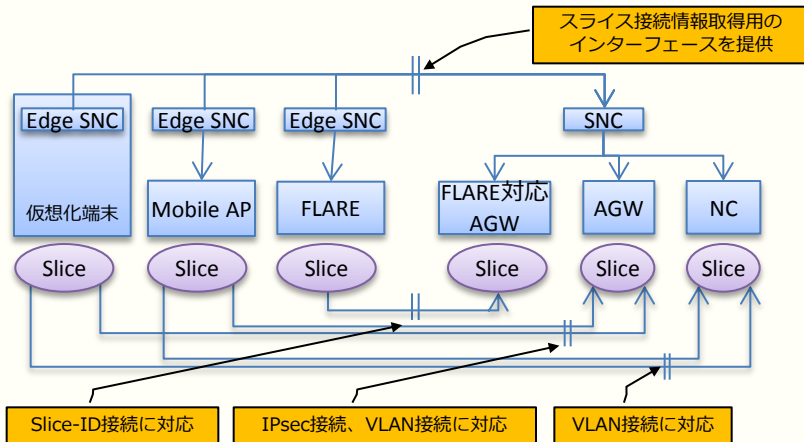 スライス接続情報取得用の
インターフェースを提供
Edge SNC
Edge SNC
Edge SNC
SNC
仮想化端末
Mobile AP
FLARE
FLARE対応
AGW
AGW
NC
Slice
Slice
Slice
Slice
Slice
Slice
Slice-ID接続に対応
IPsec接続、VLAN接続に対応
VLAN接続に対応